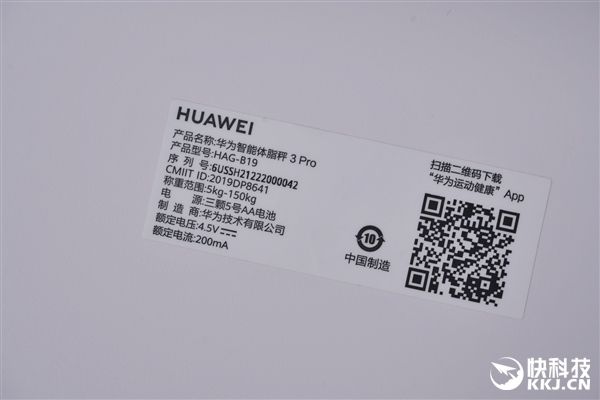 HUAWEI
产品名称:华为智能体脂秤 3 Pro
产品型号:HAG-B19
序 列 号:6USSH21222000042
CMIIT ID:2019DP8641
称重范围:5kg-150kg
电 源:三颗5号AA电池
制 造 商:华为技术有限公司
额定电压:4.5V⎓
额定电流:200mA
10
中国制造
扫描二维码下载
“华为运动健康” App
快科技
KKJ.CN